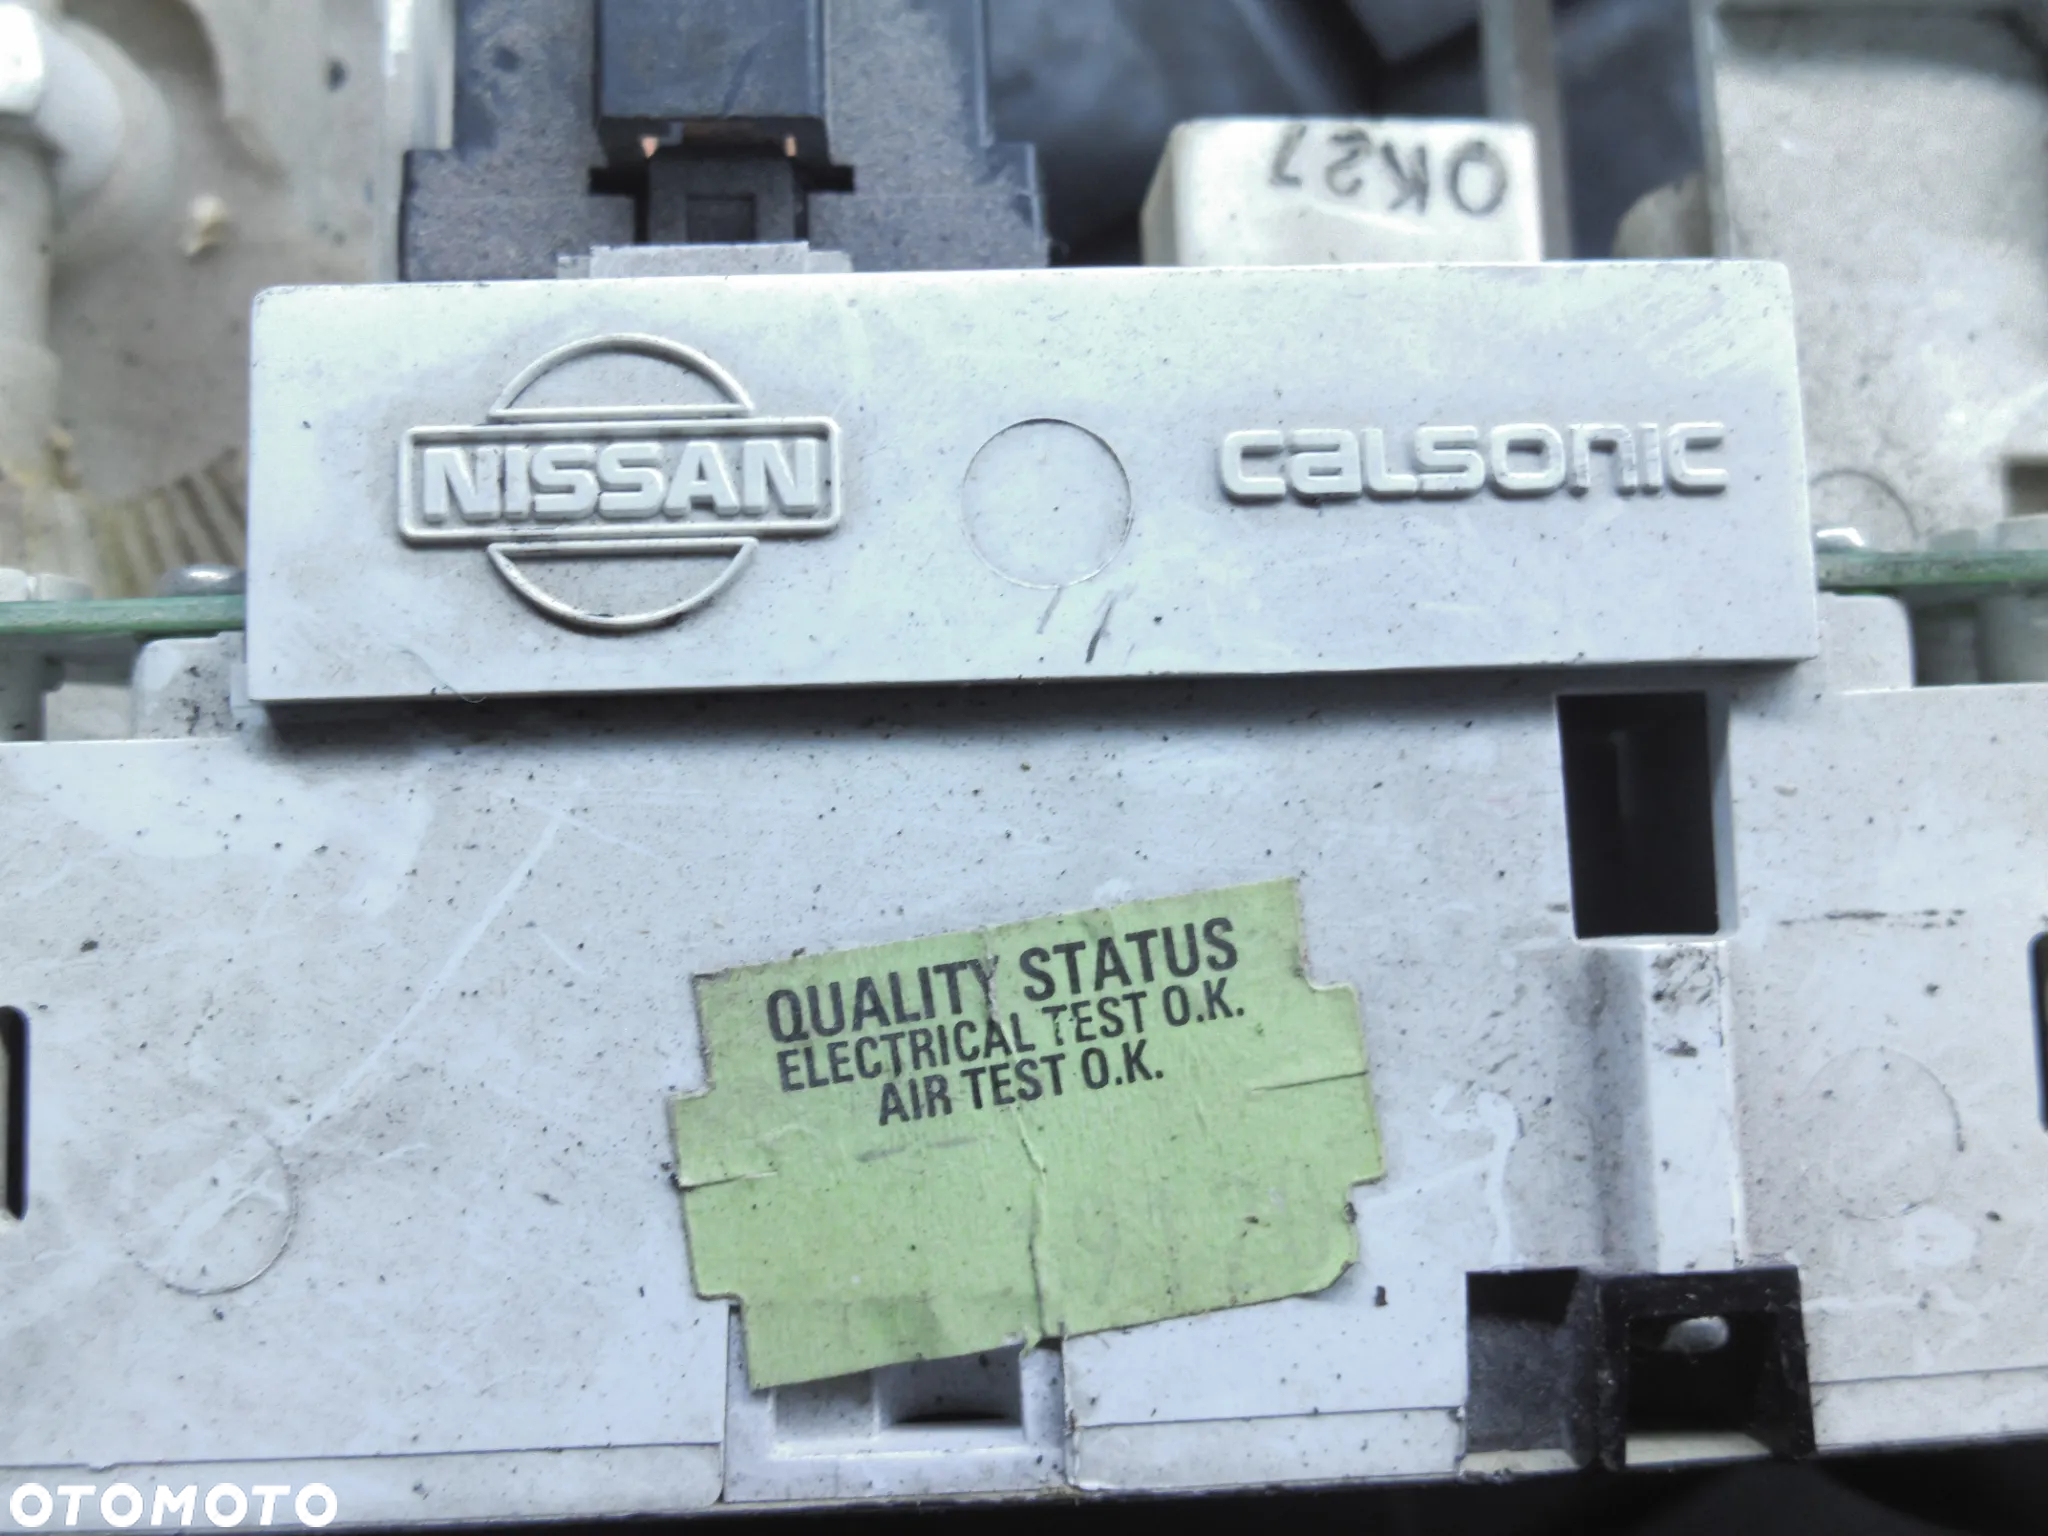 OK27
NISSAN
calsonic
QUALITY STATUS
ELECTRICAL TEST O.K.
AIR TEST O.K.
OTOMOTO